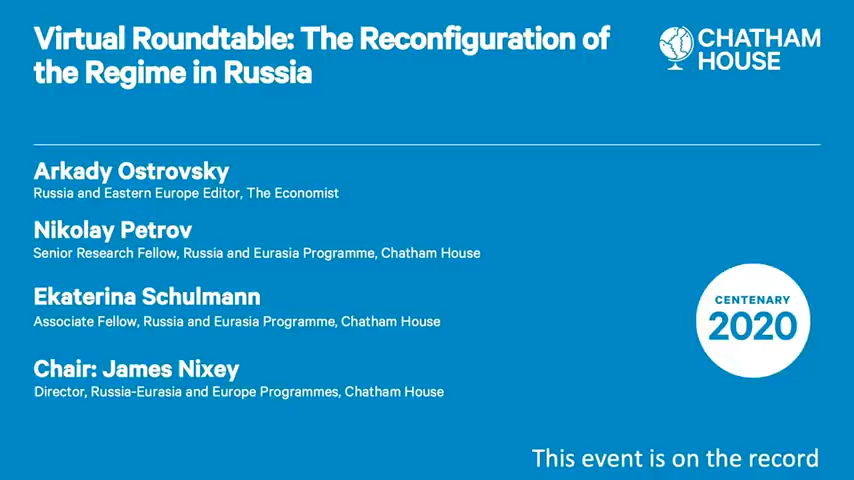 Virtual Roundtable: The Reconfiguration of
the Regime in Russia
CHATHAM
HOUSE
Arkady Ostrovsky
Russia and Eastern Europe Editor, The Economist
Nikolay Petrov
Senior Research Fellow, Russia and Eurasia Programme, Chatham House
Ekaterina Schulmann
Associate Fellow, Russia and Eurasia Programme, Chatham House
Chair: James Nixey
Director, Russia-Eurasia and Europe Programmes, Chatham House
CENTENARY
2020
This event is on the record